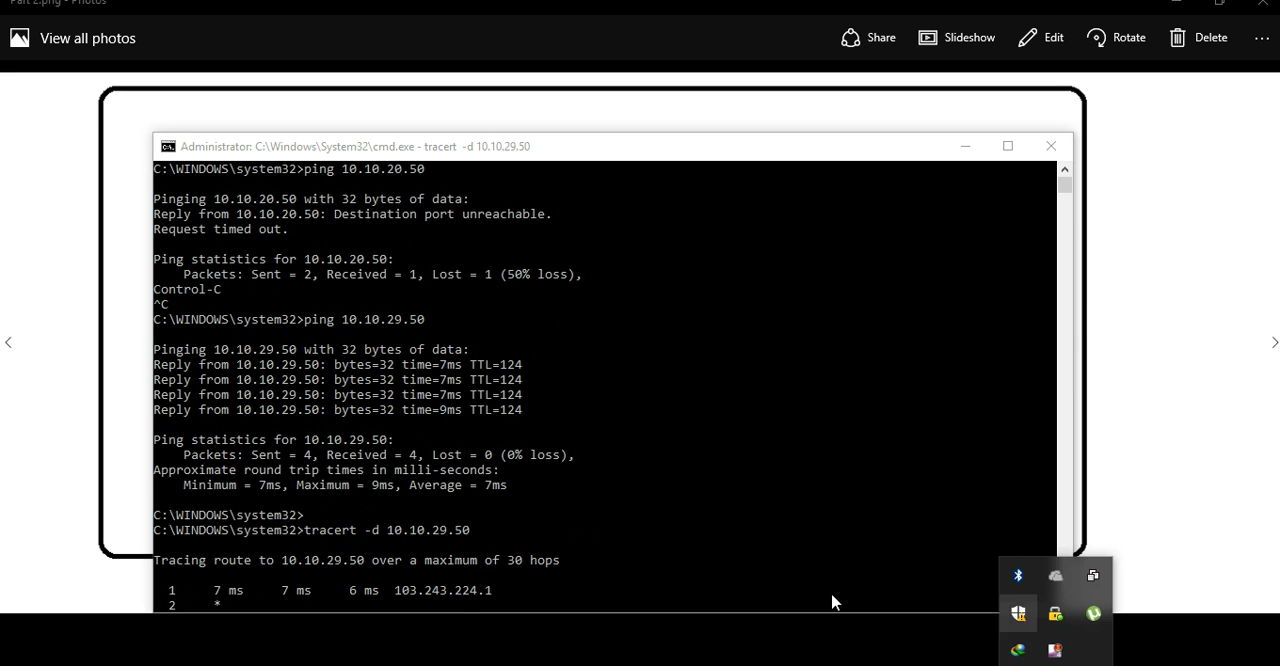 Part 2.png - Photos
View all photos
Share
Slideshow
Edit
Rotate
Delete
Administrator: C:\Windows\System32\cmd.exe - tracert -d 10.10.29.50
C:\WINDOWS\system32>ping 10.10.20.50
Pinging 10.10.20.50 with 32 bytes of data:
Reply from 10.10.20.50: Destination port unreachable.
Request timed out.
Ping statistics for 10.10.20.50:
Packets: Sent = 2, Received = 1, Lost = 1 (50% loss),
Control-C
^C
C:\WINDOWS\system32>ping 10.10.29.50
Pinging 10.10.29.50 with 32 bytes of data:
Reply from 10.10.29.50: bytes=32 time=7ms TTL=124
Reply from 10.10.29.50: bytes=32 time=7ms TTL=124
Reply from 10.10.29.50: bytes=32 time=7ms TTL=124
Reply from 10.10.29.50: bytes=32 time=9ms TTL=124
Ping statistics for 10.10.29.50:
Packets: Sent = 4, Received = 4, Lost = 0 (0% loss),
Approximate round trip times in milli-seconds:
Minimum = 7ms, Maximum = 9ms, Average = 7ms
C:\WINDOWS\system32>
C:\WINDOWS\system32>tracert -d 10.10.29.50
Tracing route to 10.10.29.50 over a maximum of 30 hops
1 7 ms 7 ms 6 ms 103.243.224.1
2 *